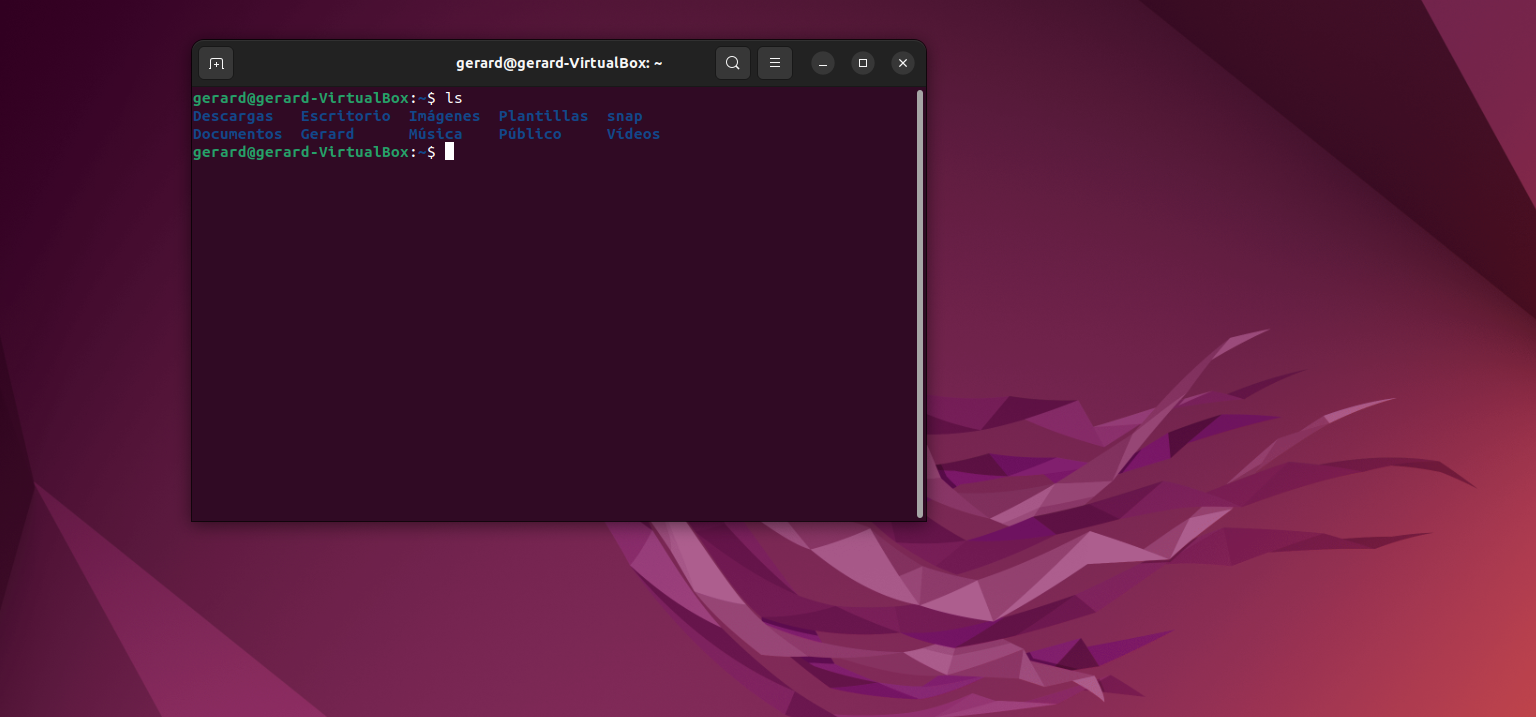 gerard@gerard-VirtualBox: ~
gerard@gerard-VirtualBox:~$ ls
Descargas   Escritorio  Imágenes  Plantillas  snap
Documentos  Gerard      Música    Público     Vídeos
gerard@gerard-VirtualBox:~$